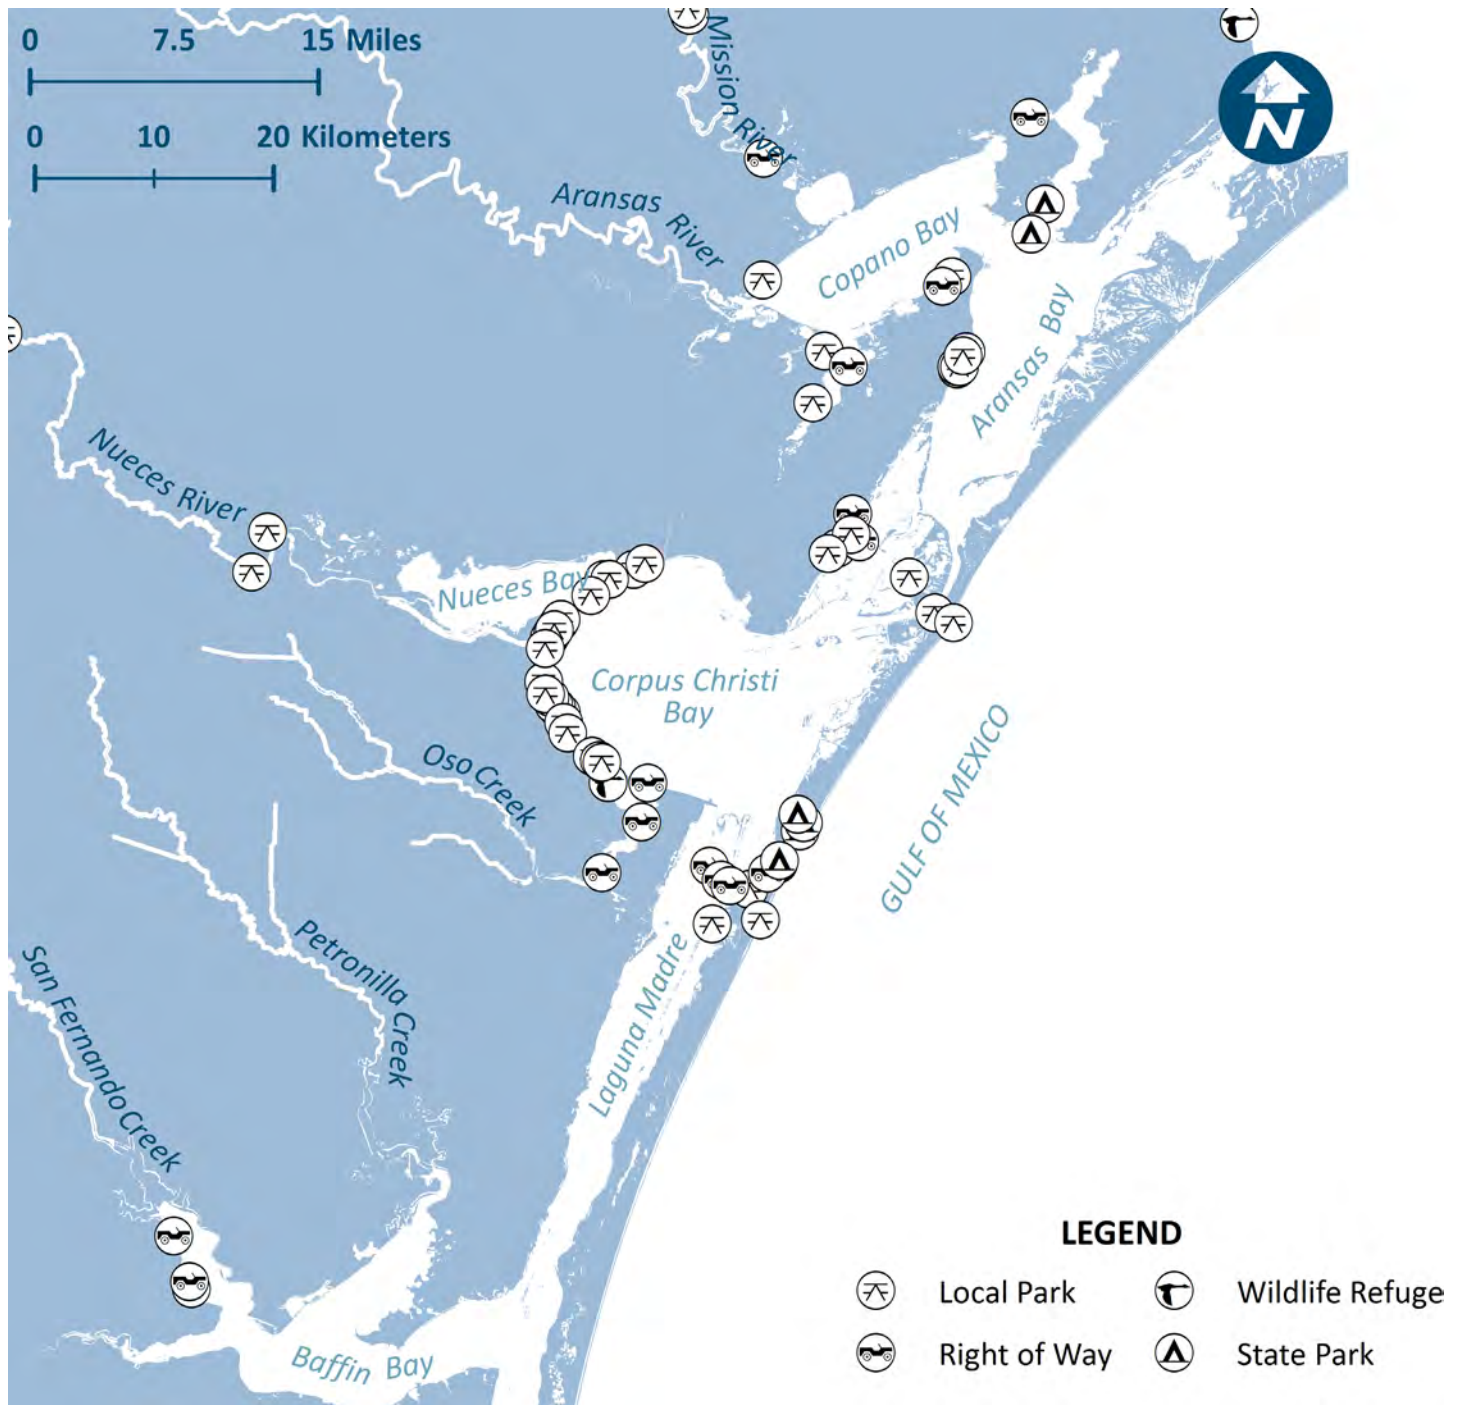 0 7.5 15 Miles
0 10 20 Kilometers
N
Mission River
Aransas River
Copano Bay
Aransas Bay
Nueces River
Nueces Bay
Corpus Christi
Bay
Oso Creek
GULF OF MEXICO
Petronilla Creek
San Fernando Creek
Laguna Madre
Baffin Bay
LEGEND
Local Park
Wildlife Refuge
Right of Way
State Park